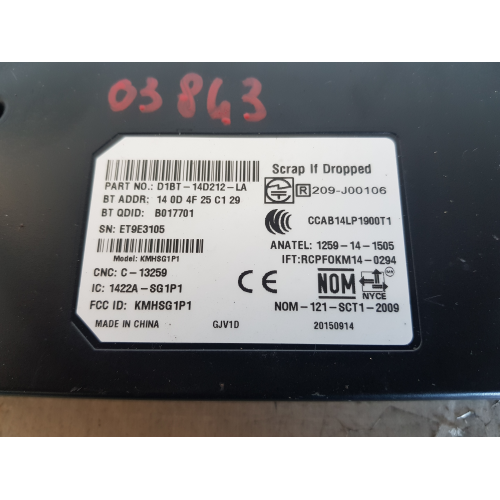 03843
Scrap If Dropped
PART NO.: D1BT-14D212-LA
BT ADDR: 14 0D 4F 25 C1 29
R 209-J00106
BT QDID: B017701
CCAB14LP1900T1
SN: ET9E3105
ANATEL: 1259-14-1505
Model: KMHSG1P1
IFT:RCPFOKM14-0294
CNC: C-13259
IC: 1422A-SG1P1
CE
NOM
NYCE
FCC ID: KMHSG1P1
NOM-121-SCT1-2009
MADE IN CHINA
GJV1D
20150914